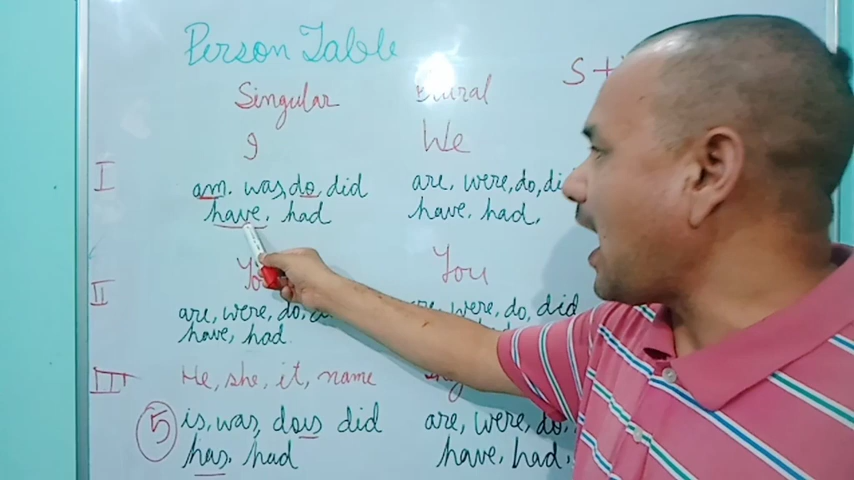 Person Table
Singular Plural S+
I We
I am. was, do, did are, were, do,
have, had have, had,
II You
are, were, do, were, do, did
have, had
III He, she, it, name
5 is, was, does did are, were, do,
has, had have, had,